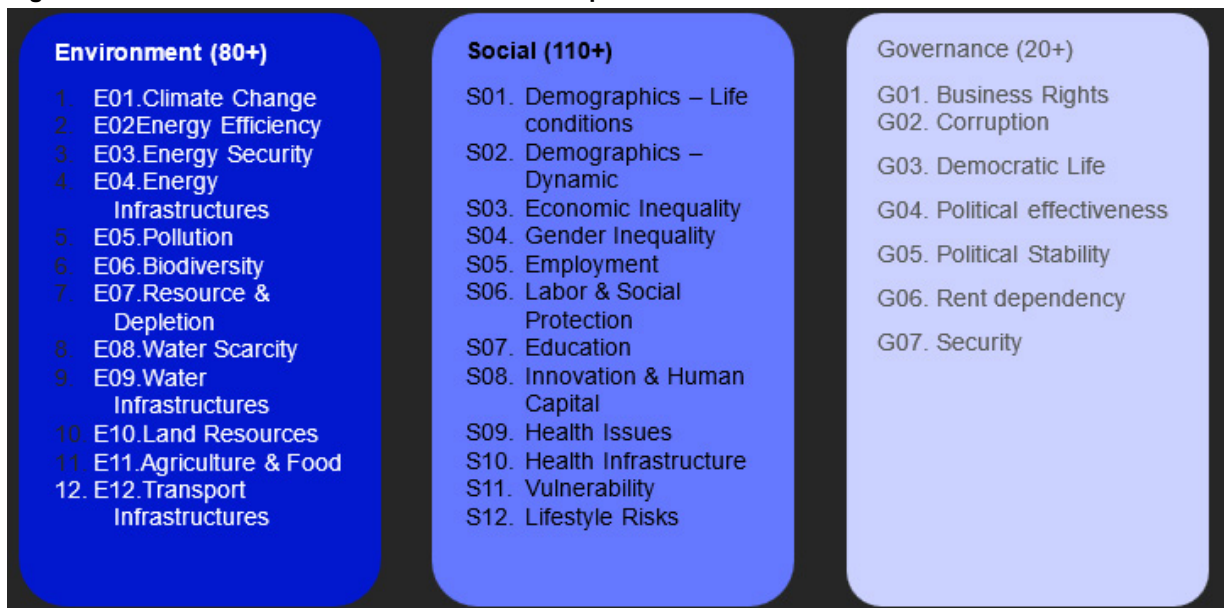 Environment (80+)
1. E01.Climate Change
2. E02Energy Efficiency
3. E03.Energy Security
4. E04.Energy
Infrastructures
5. E05.Pollution
6. E06.Biodiversity
7. E07.Resource &
Depletion
8. E08.Water Scarcity
9. E09.Water
Infrastructures
10. E10.Land Resources
11. E11.Agriculture & Food
12. E12.Transport
Infrastructures
Social (110+)
S01. Demographics – Life
conditions
S02. Demographics –
Dynamic
S03. Economic Inequality
S04. Gender Inequality
S05. Employment
S06. Labor & Social
Protection
S07. Education
S08. Innovation & Human
Capital
S09. Health Issues
S10. Health Infrastructure
S11. Vulnerability
S12. Lifestyle Risks
Governance (20+)
G01. Business Rights
G02. Corruption
G03. Democratic Life
G04. Political effectiveness
G05. Political Stability
G06. Rent dependency
G07. Security